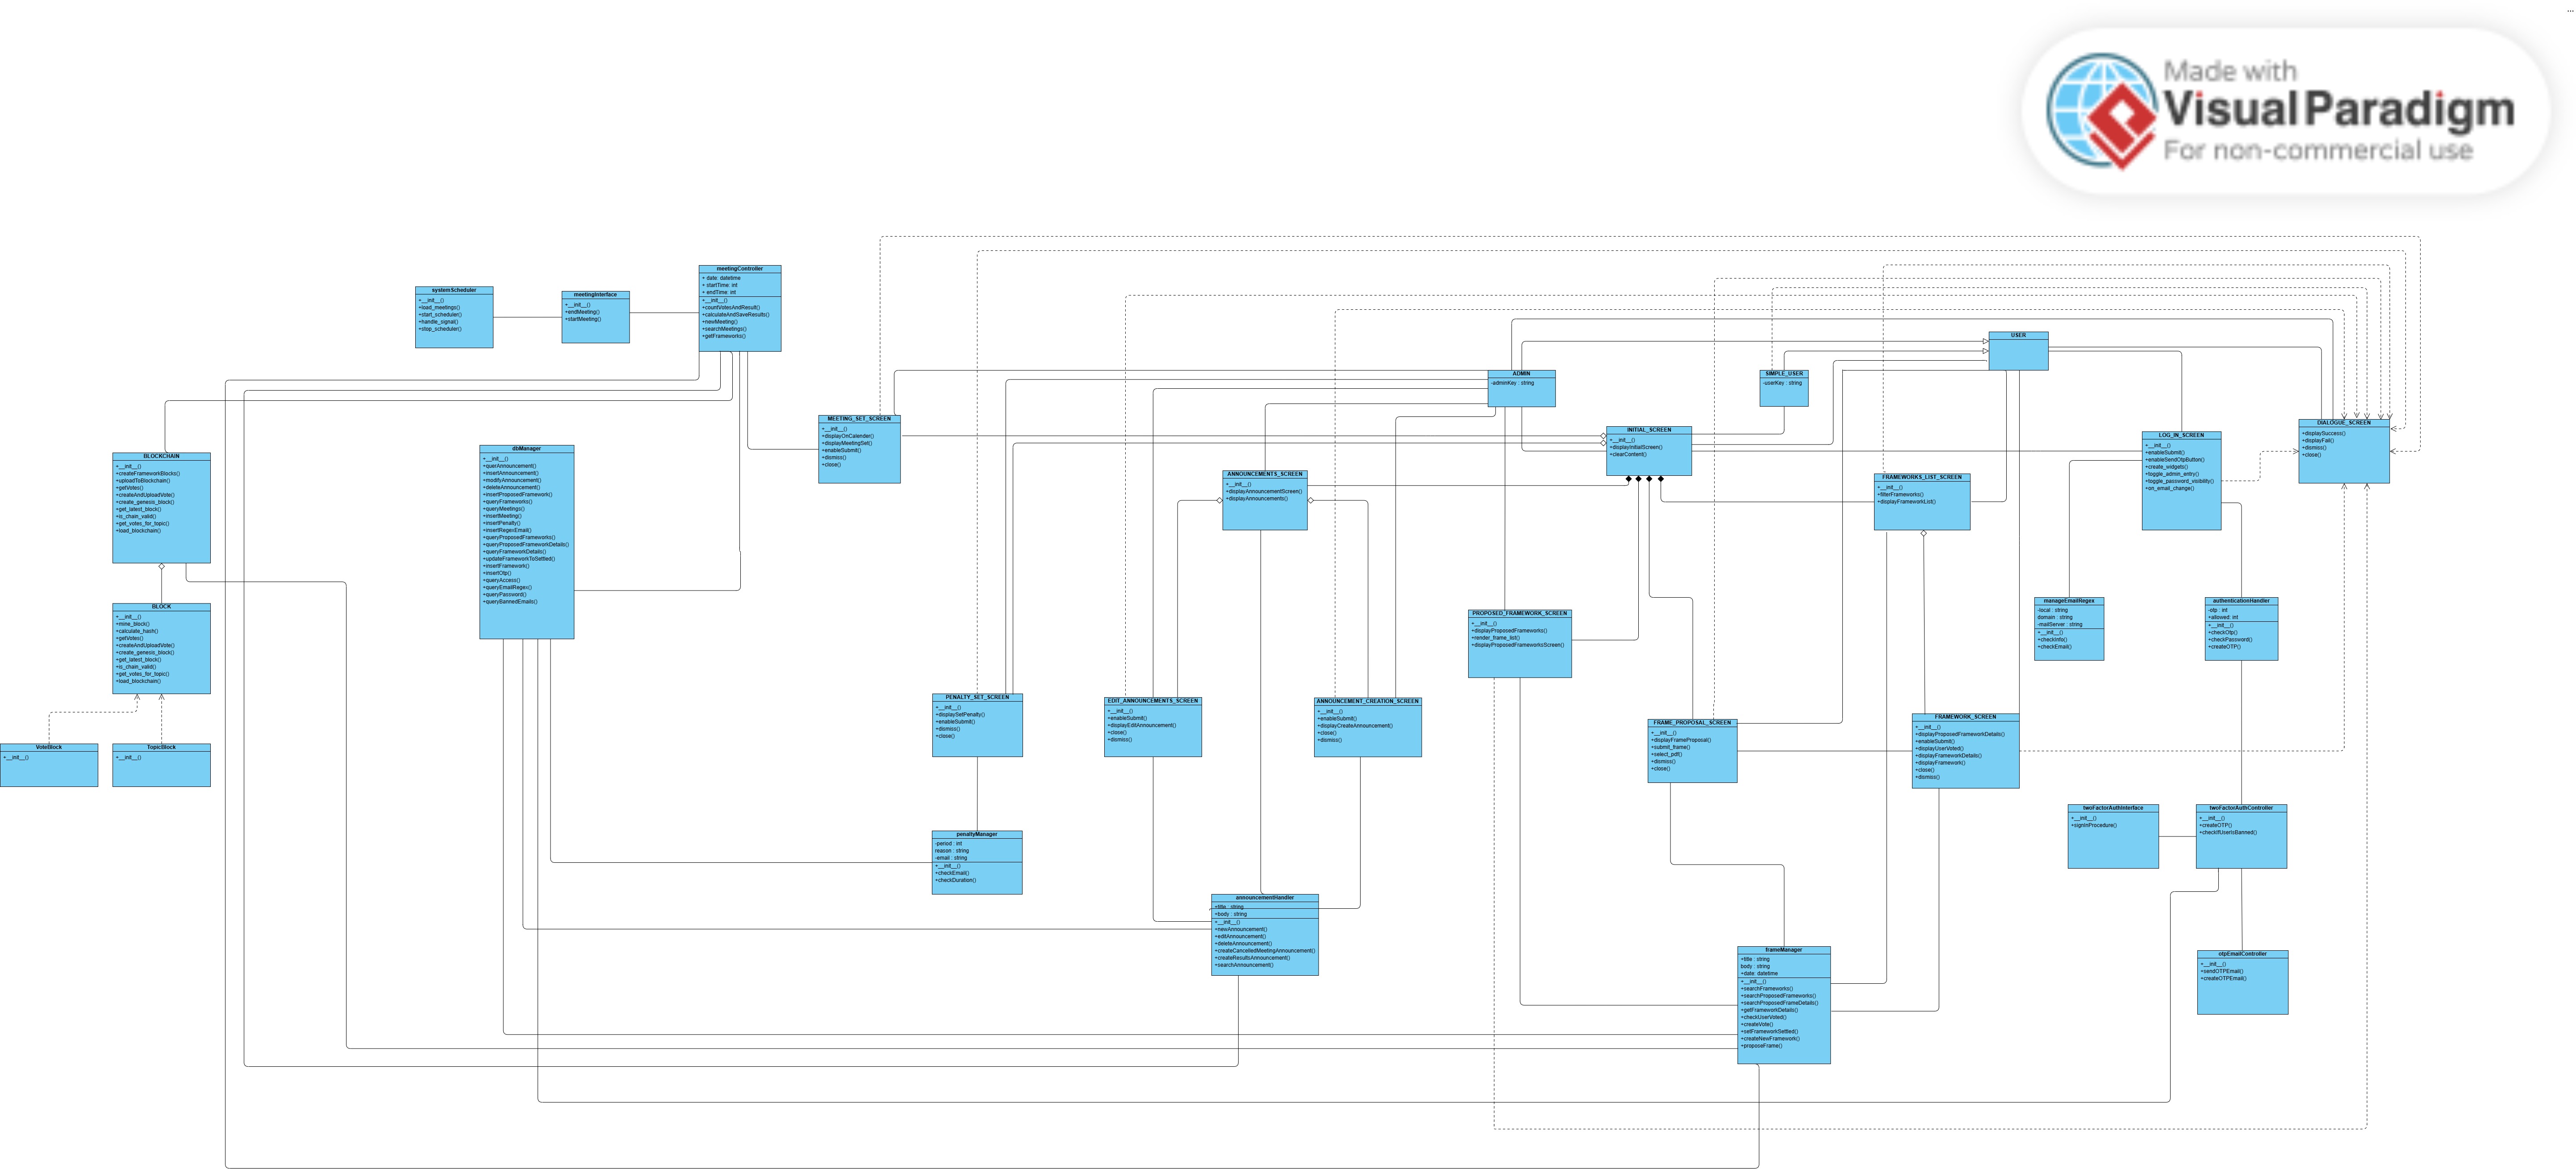 ...
Made with
Visual Paradigm
For non-commercial use
systemScheduler
+__init__()
+load_meetings()
+start_scheduler()
+handle_signal()
+stop_scheduler()
meetingInterface
+__init__()
+endMeeting()
+startMeeting()
meetingController
+ date: datetime
+ startTime: int
+ endTime: int
+__init__()
+countVotesAndResult()
+calculateAndSaveResults()
+newMeeting()
+searchMeetings()
+getFrameworks()
USER
ADMIN
-adminKey : string
SIMPLE_USER
-userKey : string
MEETING_SET_SCREEN
+__init__()
+displayOnCalender()
+displayMeetingSet()
+enableSubmit()
+dismiss()
+close()
INITIAL_SCREEN
+__init__()
+displayInitialScreen()
+clearContent()
LOG_IN_SCREEN
+__init__()
+enableSubmit()
+enableSendOtpButton()
+create_widgets()
+toggle_admin_entry()
+toggle_password_visibility()
+on_email_change()
DIALOGUE_SCREEN
+displaySuccess()
+displayFail()
+dismiss()
+close()
BLOCKCHAIN
+__init__()
+createFrameworkBlocks()
+uploadToBlockchain()
+getVotes()
+createAndUploadVote()
+create_genesis_block()
+get_latest_block()
+is_chain_valid()
+get_votes_for_topic()
+load_blockchain()
dbManager
+__init__()
+querAnnouncement()
+insertAnnouncement()
+modifyAnnouncement()
+deleteAnnouncement()
+insertProposedFramework()
+queryFrameworks()
+queryMeetings()
+insertMeeting()
+insertPenalty()
+insertRegexEmail()
+queryProposedFrameworks()
+queryProposedFrameworkDetails()
+queryFrameworkDetails()
+updateFrameworkToSettled()
+insertFramework()
+insertOtp()
+queryAccess()
+queryEmailRegex()
+queryPassword()
+queryBannedEmails()
ANNOUNCEMENTS_SCREEN
+__init__()
+displayAnnouncementScreen()
+displayAnnouncements()
FRAMEWORKS_LIST_SCREEN
+__init__()
+filterFrameworks()
+displayFrameworkList()
BLOCK
+__init__()
+mine_block()
+calculate_hash()
+getVotes()
+createAndUploadVote()
+create_genesis_block()
+get_latest_block()
+is_chain_valid()
+get_votes_for_topic()
+load_blockchain()
PROPOSED_FRAMEWORK_SCREEN
+__init__()
+displayProposedFrameworks()
+render_frame_list()
+displayProposedFrameworksScreen()
manageEmailRegex
-local : string
domain : string
-mailServer : string
+__init__()
+checkInfo()
+checkEmail()
authenticationHandler
-otp : int
+allowed: int
+__init__()
+checkOtp()
+checkPassword()
+createOTP()
VoteBlock
+__init__()
TopicBlock
+__init__()
PENALTY_SET_SCREEN
+__init__()
+displaySetPenalty()
+enableSubmit()
+dismiss()
+close()
EDIT_ANNOUNCEMENTS_SCREEN
+__init__()
+enableSubmit()
+displayEditAnnouncement()
+close()
+dismiss()
ANNOUNCEMENT_CREATION_SCREEN
+__init__()
+enableSubmit()
+displayCreateAnnouncement()
+close()
+dismiss()
FRAME_PROPOSAL_SCREEN
+__init__()
+displayFrameProposal()
+submit_frame()
+select_pdf()
+dismiss()
+close()
FRAMEWORK_SCREEN
+__init__()
+displayProposedFrameworkDetails()
+enableSubmit()
+displayUserVoted()
+displayFrameworkDetails()
+displayFramework()
+close()
+dismiss()
penaltyManager
-period : int
reason : string
-email : string
+__init__()
+checkEmail()
+checkDuration()
twoFactorAuthInterface
+__init__()
+signInProcedure()
twoFactorAuthController
+__init__()
+createOTP()
+checkIfUserIsBanned()
announcementHandler
+title : string
+body : string
+__init__()
+newAnnouncement()
+editAnnouncement()
+deleteAnnouncement()
+createCancelledMeetingAnnouncement()
+createResultsAnnouncement()
+searchAnnouncement()
frameManager
+title : string
body : string
+date: datetime
+__init__()
+searchFrameworks()
+searchProposedFrameworks()
+searchProposedFrameDetails()
+getFrameworkDetails()
+checkUserVoted()
+createVote()
+setFrameworkSettled()
+createNewFramework()
+proposeFrame()
otpEmailController
+__init__()
+sendOTPEmail()
+createOTPEmail()